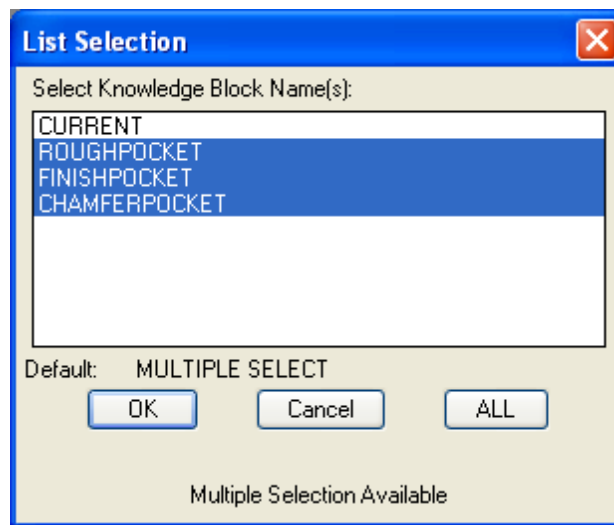 List Selection
Select Knowledge Block Name(s):
CURRENT
ROUGHPOCKET
FINISHPOCKET
CHAMFERPOCKET
Default: MULTIPLE SELECT
OK Cancel ALL
Multiple Selection Available